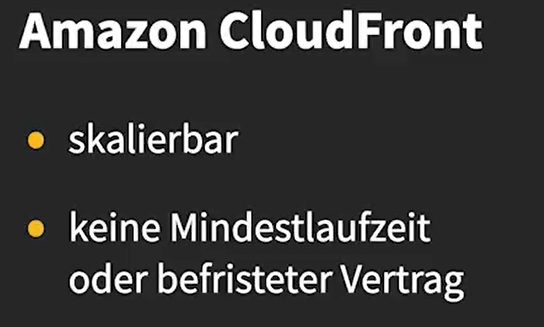 Amazon CloudFront
skalierbar
keine Mindestlaufzeit
oder befristeter Vertrag